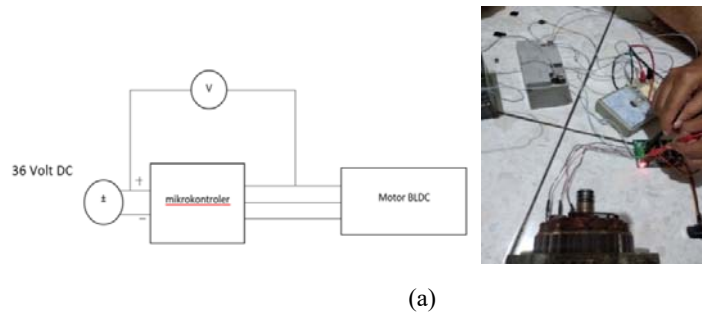 V
36 Volt DC
+
±
mikrokontroler
Motor BLDC
−
(a)